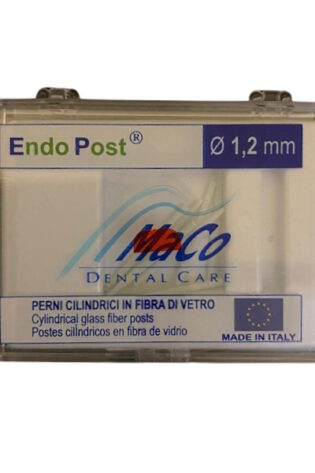 Endo Post®
Ø 1,2 mm
MaCo
DENTAL CARE
PERNI CILINDRICI IN FIBRA DI VETRO
Cylindrical glass fiber posts
Postes cilíndricos en fibra de vidrio
MADE IN ITALY